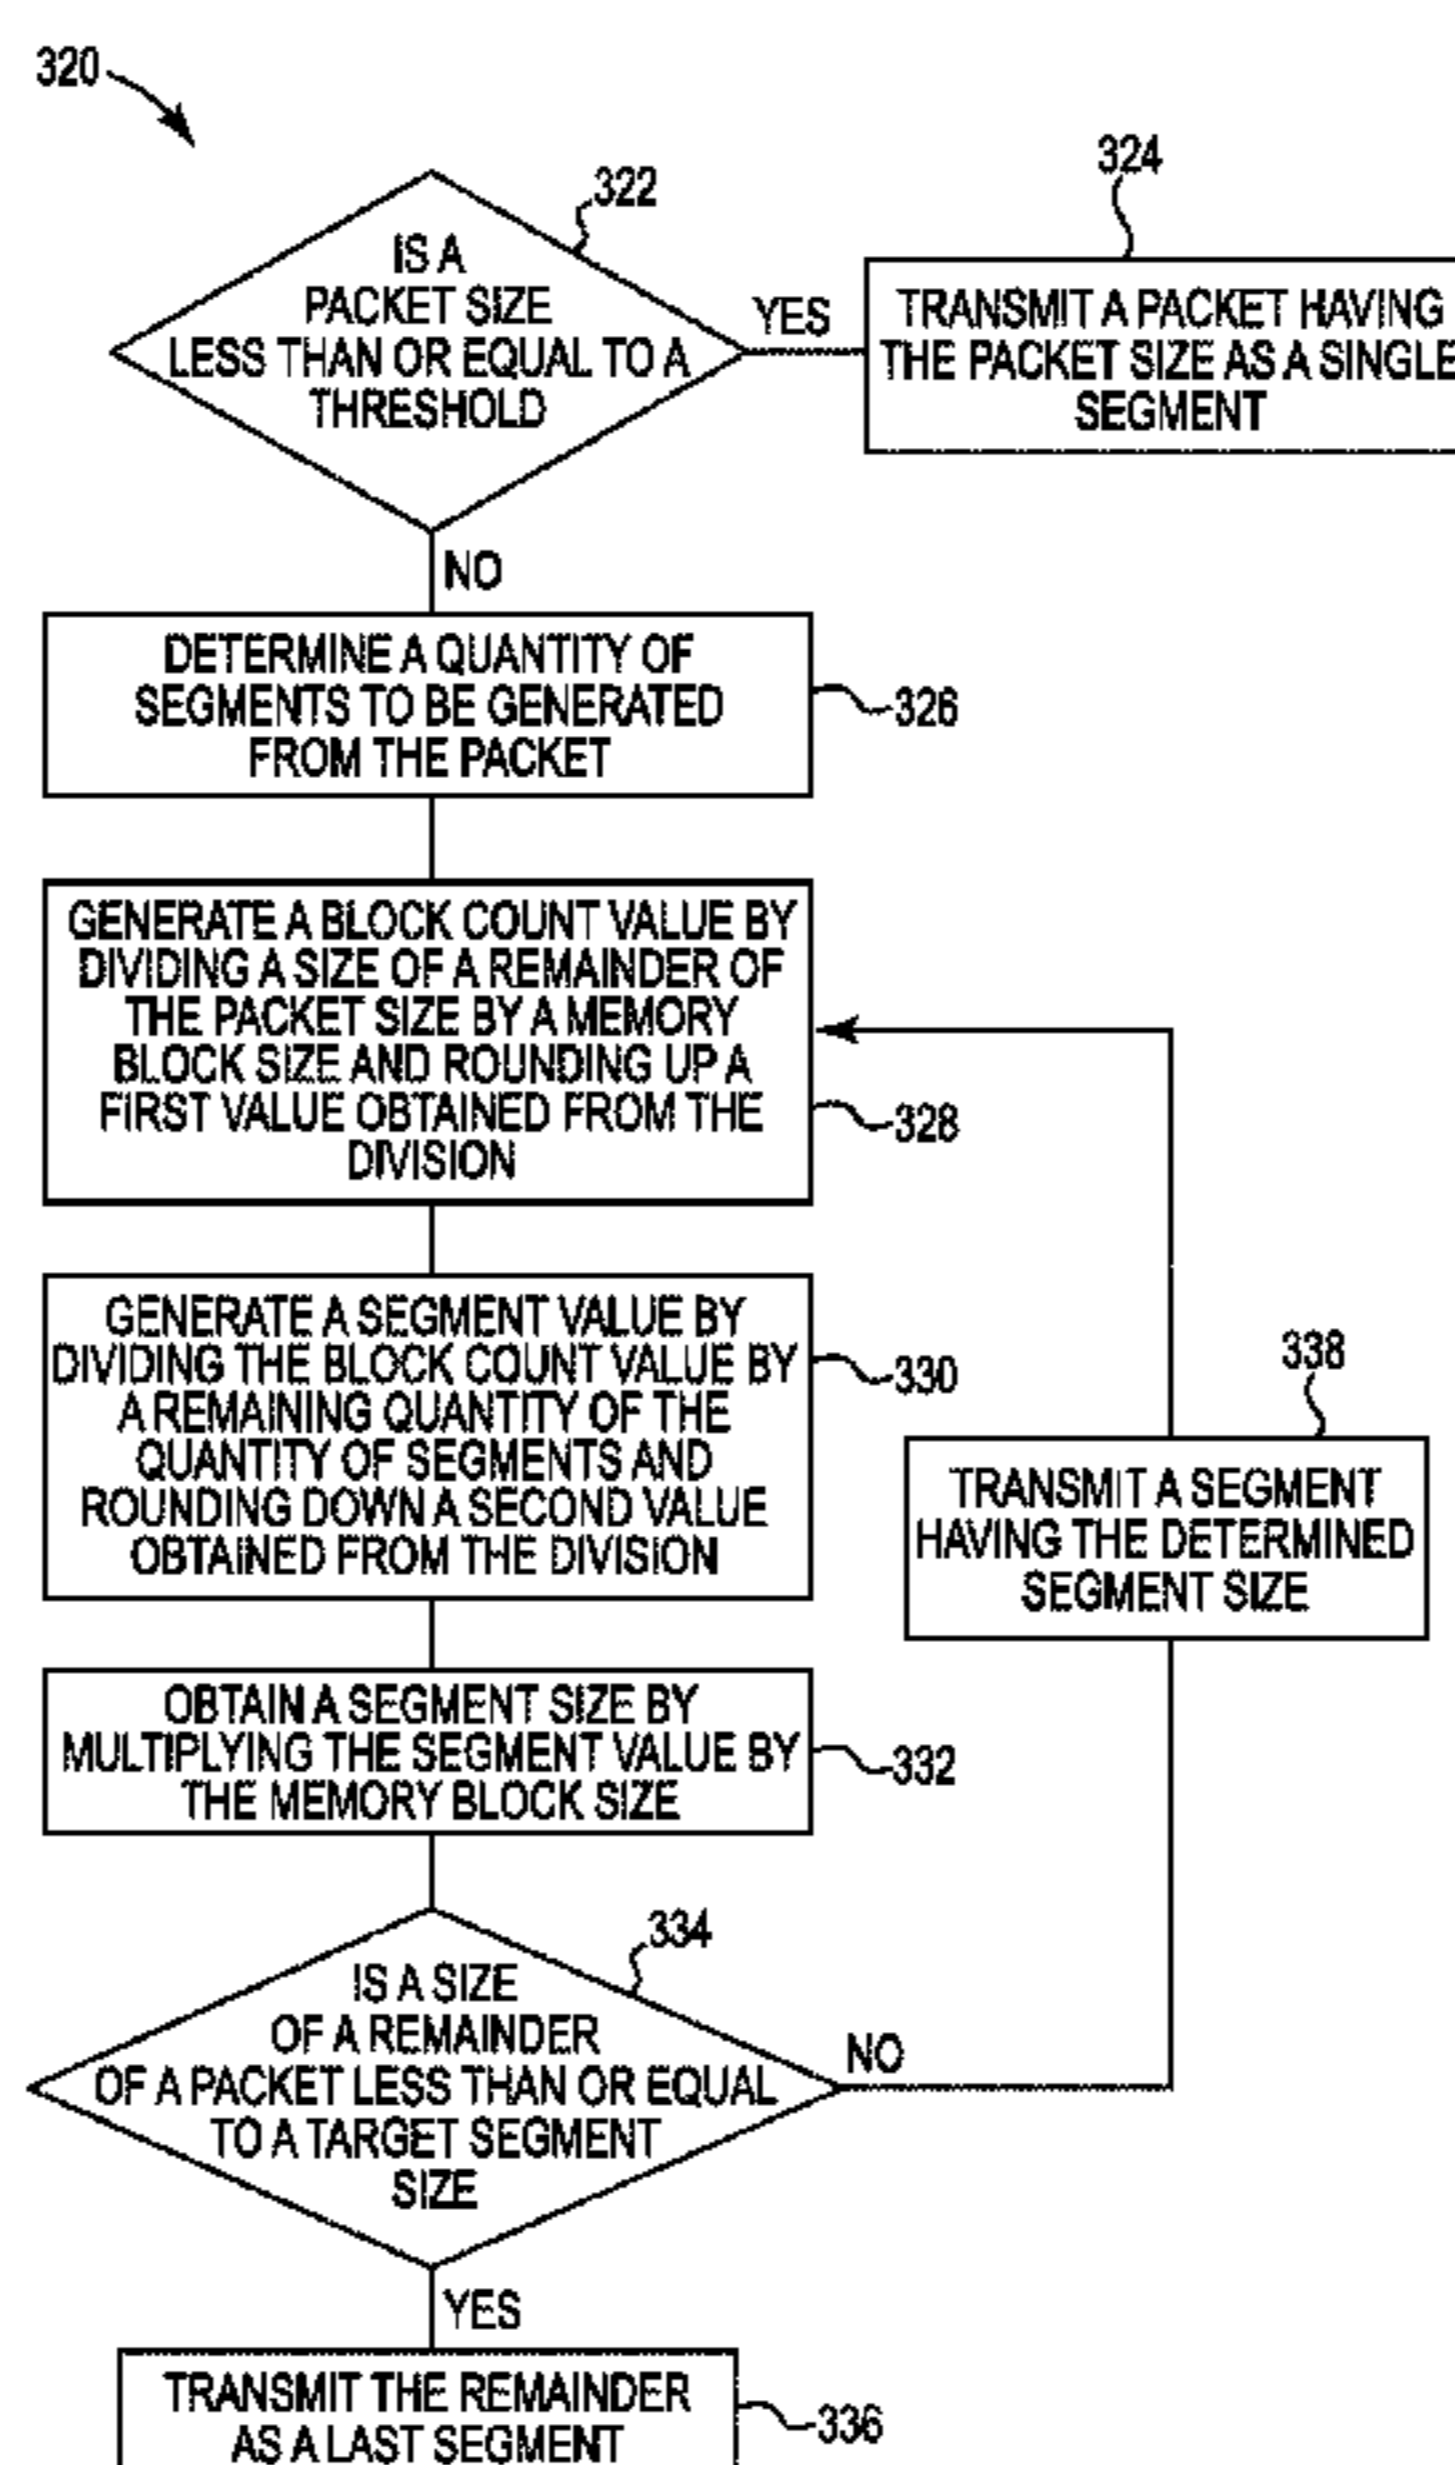 320
322
IS A
PACKET SIZE
LESS THAN OR EQUAL TO A
THRESHOLD
YES
324
TRANSMIT A PACKET HAVING
THE PACKET SIZE AS A SINGLE
SEGMENT
NO
DETERMINE A QUANTITY OF
SEGMENTS TO BE GENERATED
FROM THE PACKET
326
GENERATE A BLOCK COUNT VALUE BY
DIVIDING A SIZE OF A REMAINDER OF
THE PACKET SIZE BY A MEMORY
BLOCK SIZE AND ROUNDING UP A
FIRST VALUE OBTAINED FROM THE
DIVISION
328
GENERATE A SEGMENT VALUE BY
DIVIDING THE BLOCK COUNT VALUE BY
A REMAINING QUANTITY OF THE
QUANTITY OF SEGMENTS AND
ROUNDING DOWN A SECOND VALUE
OBTAINED FROM THE DIVISION
330
338
TRANSMIT A SEGMENT
HAVING THE DETERMINED
SEGMENT SIZE
OBTAIN A SEGMENT SIZE BY
MULTIPLYING THE SEGMENT VALUE BY
THE MEMORY BLOCK SIZE
332
334
IS A SIZE
OF A REMAINDER
OF A PACKET LESS THAN OR EQUAL
TO A TARGET SEGMENT
SIZE
NO
YES
TRANSMIT THE REMAINDER
AS A LAST SEGMENT
336